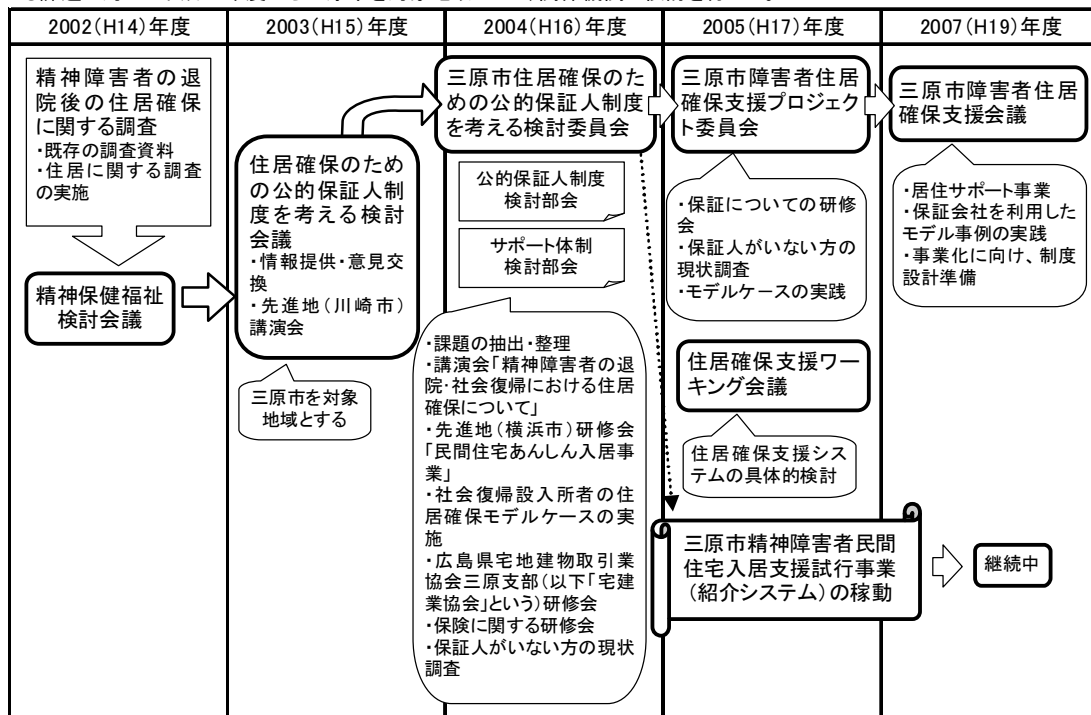 2002(H14)年度
2003(H15)年度
2004(H16)年度
2005(H17)年度
2007(H19)年度
精神障害者の退
院後の住居確保
に関する調査
・既存の調査資料
・住居に関する調査
の実施
精神保健福祉
検討会議
住居確保のため
の公的保証人制
度を考える検討
会議
・情報提供・意見交
換
・先進地(川崎市)
講演会
三原市を対象
地域とする
三原市住居確保のた
めの公的保証人制度
を考える検討委員会
公的保証人制度
検討部会
サポート体制
検討部会
・課題の抽出・整理
・講演会「精神障害者の退
院・社会復帰における住居
確保について」
・先進地(横浜市)研修会
「民間住宅あんしん入居事
業」
・社会復帰設入所者の住
居確保モデルケースの実
施
・広島県宅地建物取引業
協会三原支部(以下「宅建
業協会」という)研修会
・保険に関する研修会
・保証人がいない方の現状
調査
三原市障害者住居
確保支援プロジェク
ト委員会
・保証についての研修
会
・保証人がいない方の
現状調査
・モデルケースの実践
住居確保支援ワー
キング会議
住居確保支援シス
テムの具体的検討
三原市精神障害者民間
住宅入居支援試行事業
(紹介システム)の稼動
三原市障害者住居
確保支援会議
・居住サポート事業
・保証会社を利用した
モデル事例の実践
・事業化に向け、制度
設計準備
継続中